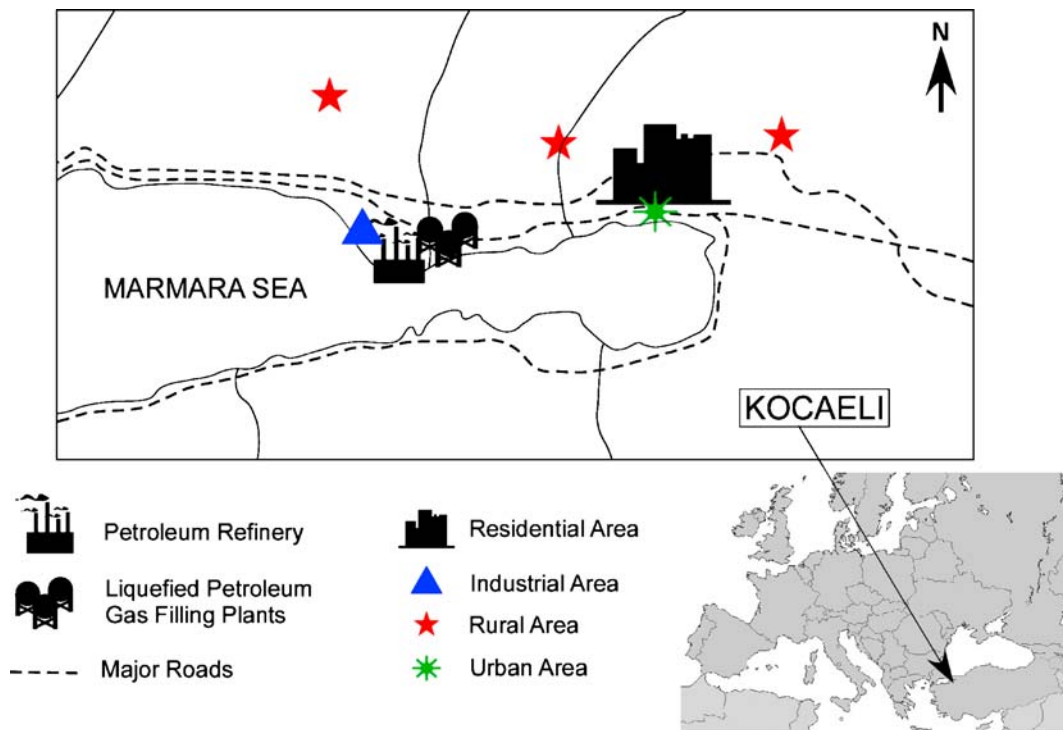 N
MARMARA SEA
KOCAELI
Petroleum Refinery
Liquefied Petroleum
Gas Filling Plants
Major Roads
Residential Area
Industrial Area
Rural Area
Urban Area